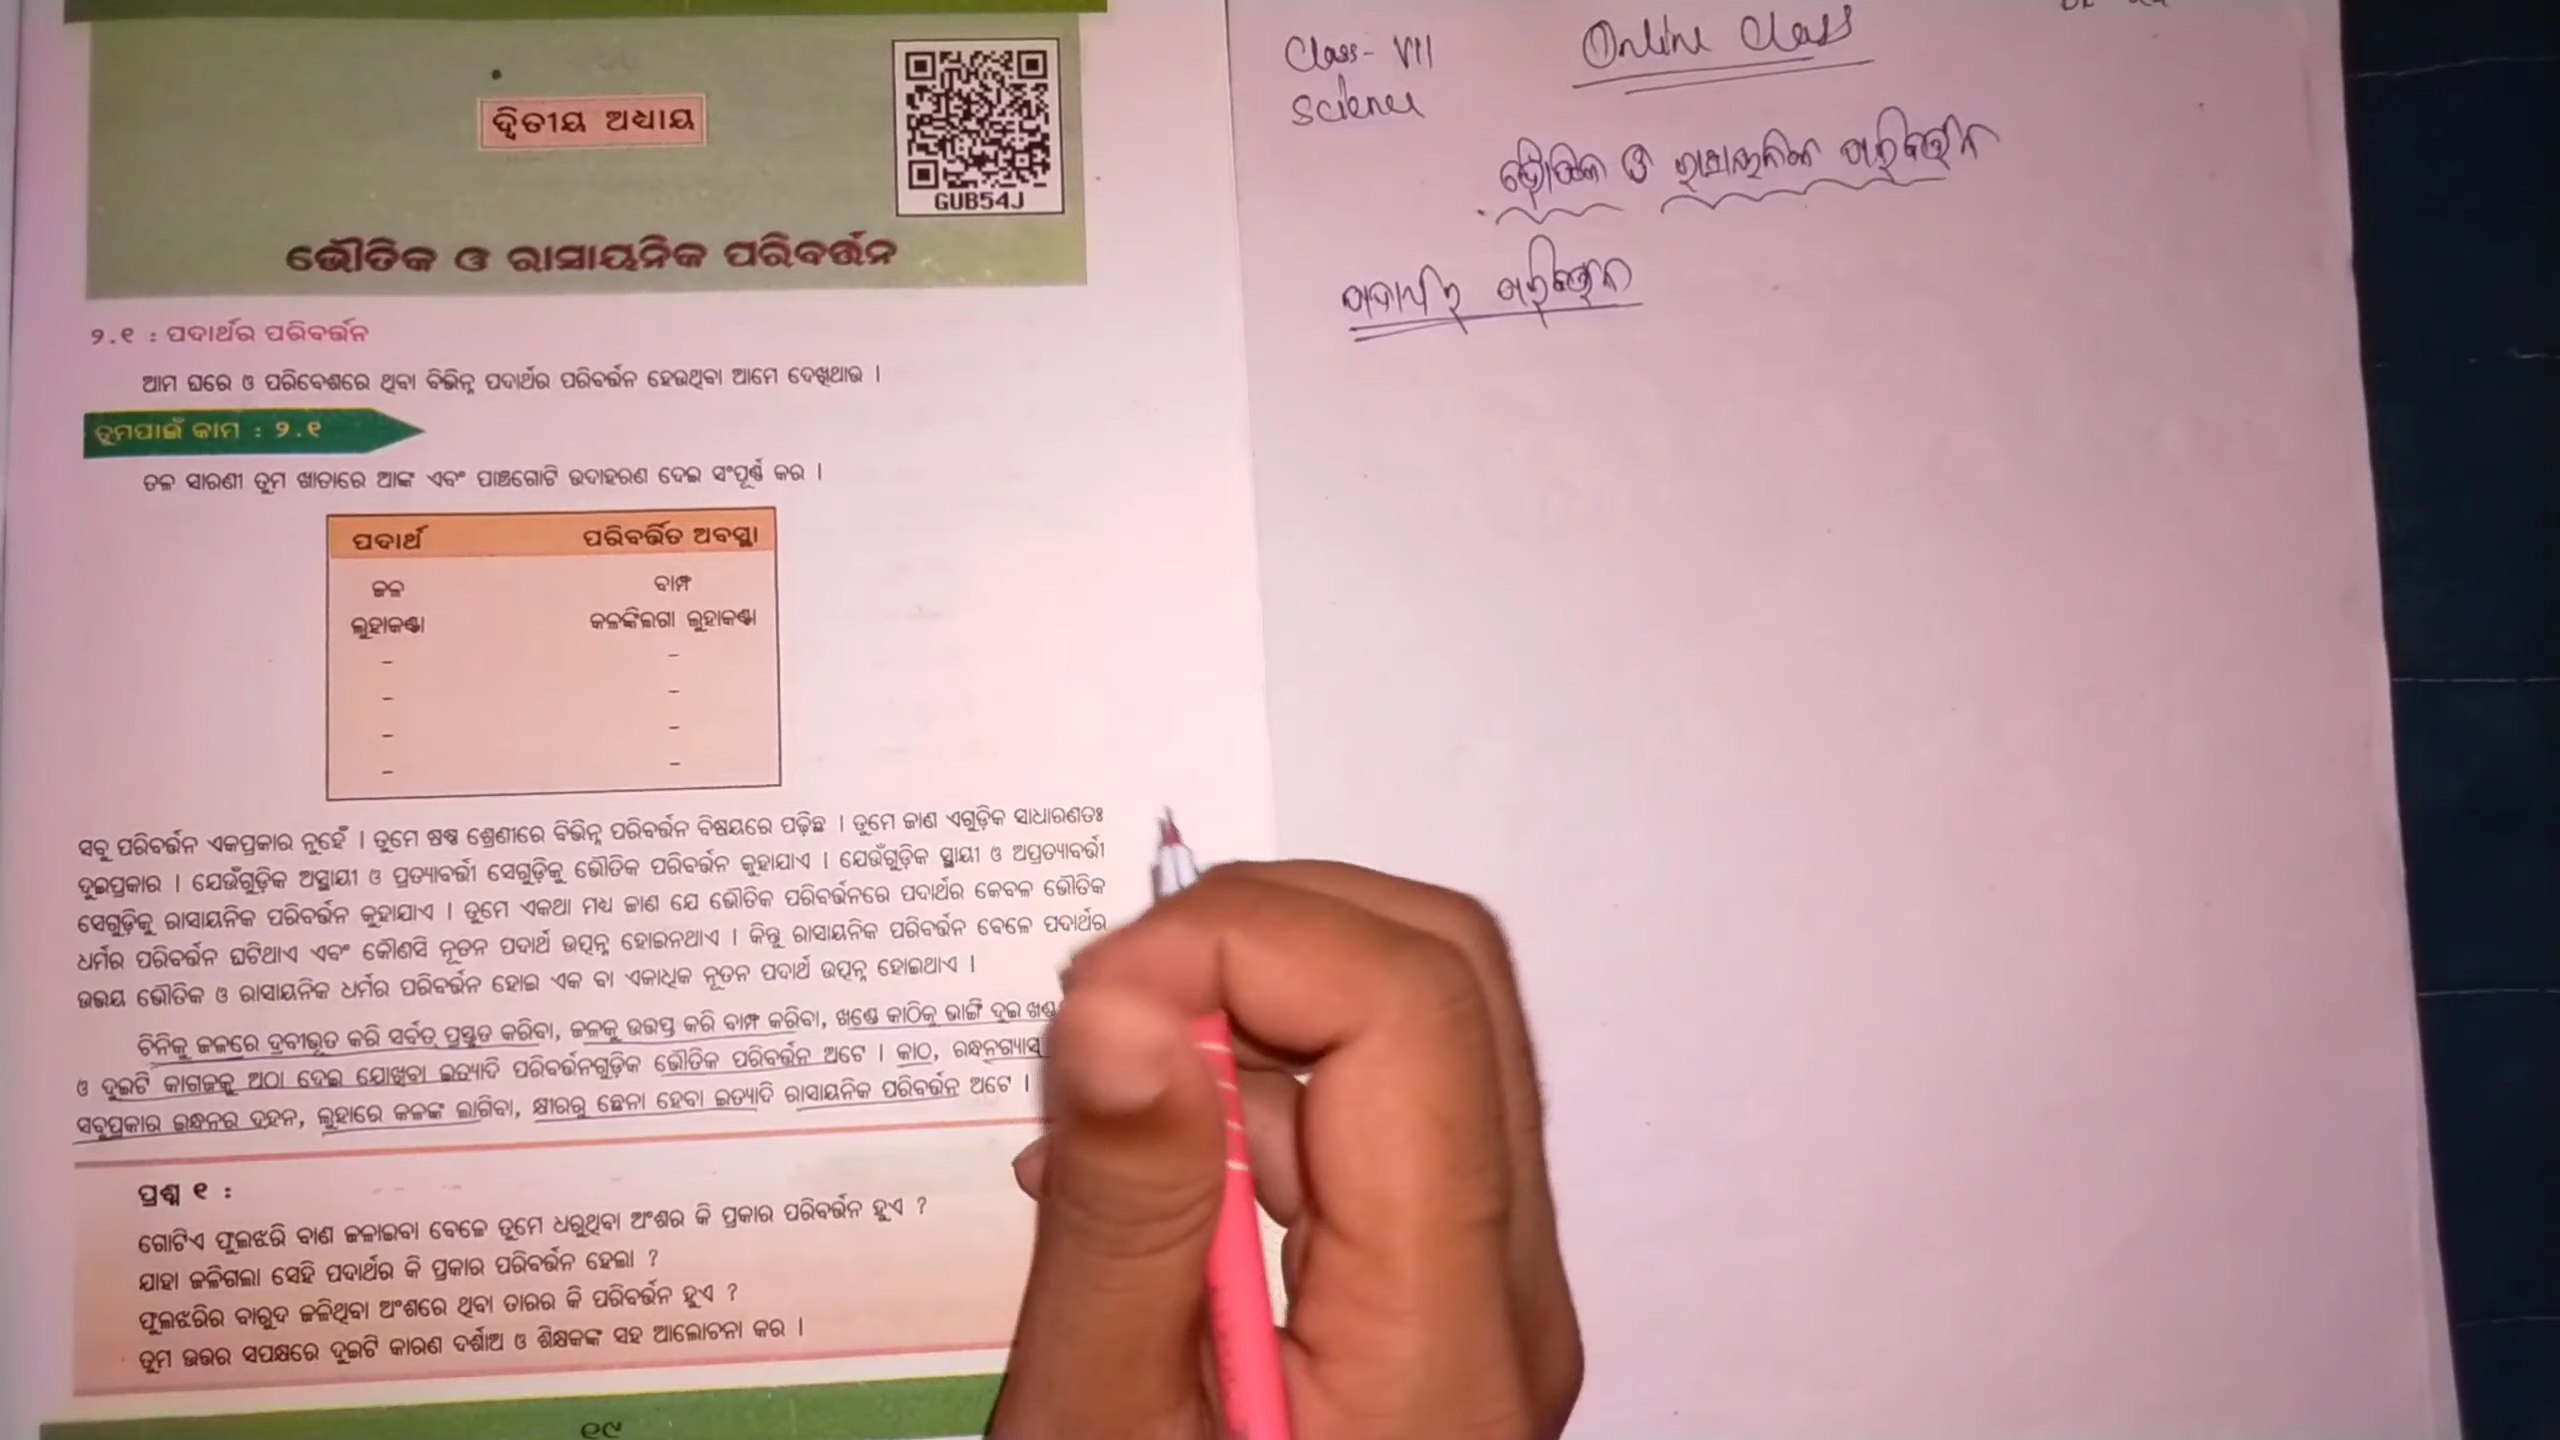 ଦ୍ଵିତୀୟ ଅଧ୍ୟାୟ
GUB54J
ଭୌତିକ ଓ ରାସାୟନିକ ପରିବର୍ତ୍ତନ
୨.୧ : ପଦାର୍ଥର ପରିବର୍ତ୍ତନ
ଆମ ଘରେ ଓ ପରିବେଶରେ ଥିବା ବିଭିନ୍ନ ପଦାର୍ଥର ପରିବର୍ତ୍ତନ ହେଉଥିବା ଆମେ ଦେଖିଥାଉ ।
ତୁମପାଇଁ କାମ : ୨.୧
ତଳ ସାରଣୀ ତୁମ ଖାତାରେ ଆଙ୍କ ଏବଂ ପାଞ୍ଚଗୋଟି ଉଦାହରଣ ଦେଇ ସଂପୂର୍ଣ୍ଣ କର ।
ପଦାର୍ଥ ପରିବର୍ତ୍ତିତ ଅବସ୍ଥା
ଜଳ ବାମ୍ଫ
ଲୁହାକଣ୍ଟା କଳଙ୍କିଲଗା ଲୁହାକଣ୍ଟା
– –
– –
– –
– –
ସବୁ ପରିବର୍ତ୍ତନ ଏକପ୍ରକାର ନୁହେଁ । ତୁମେ ଷଷ୍ଠ ଶ୍ରେଣୀରେ ବିଭିନ୍ନ ପରିବର୍ତ୍ତନ ବିଷୟରେ ପଢ଼ିଛ । ତୁମେ ଜାଣ ଏଗୁଡ଼ିକ ସାଧାରଣତଃ
ଦୁଇପ୍ରକାର । ଯେଉଁଗୁଡ଼ିକ ଅସ୍ଥାୟୀ ଓ ପ୍ରତ୍ୟାବର୍ତ୍ତୀ ସେଗୁଡ଼ିକୁ ଭୌତିକ ପରିବର୍ତ୍ତନ କୁହାଯାଏ । ଯେଉଁଗୁଡ଼ିକ ସ୍ଥାୟୀ ଓ ଅପ୍ରତ୍ୟାବର୍ତ୍ତୀ
ସେଗୁଡ଼ିକୁ ରାସାୟନିକ ପରିବର୍ତ୍ତନ କୁହାଯାଏ । ତୁମେ ଏକଥା ମଧ୍ୟ ଜାଣ ଯେ ଭୌତିକ ପରିବର୍ତ୍ତନରେ ପଦାର୍ଥର କେବଳ ଭୌତିକ
ଧର୍ମର ପରିବର୍ତ୍ତନ ଘଟିଥାଏ ଏବଂ କୌଣସି ନୂତନ ପଦାର୍ଥ ଉତ୍ପନ୍ନ ହୋଇନଥାଏ । କିନ୍ତୁ ରାସାୟନିକ ପରିବର୍ତ୍ତନ ବେଳେ ପଦାର୍ଥର
ଉଭୟ ଭୌତିକ ଓ ରାସାୟନିକ ଧର୍ମର ପରିବର୍ତ୍ତନ ହୋଇ ଏକ ବା ଏକାଧିକ ନୂତନ ପଦାର୍ଥ ଉତ୍ପନ୍ନ ହୋଇଥାଏ ।
ଚିନିକୁ ଜଳରେ ଦ୍ରବୀଭୂତ କରି ସର୍ବତ୍ ପ୍ରସ୍ତୁତ କରିବା, ଜଳକୁ ଉତ୍ତପ୍ତ କରି ବାମ୍ଫ କରିବା, ଖଣ୍ଡେ କାଠିକୁ ଭାଙ୍ଗି ଦୁଇ ଖଣ୍ଡ
ଓ ଦୁଇଟି କାଗଜକୁ ଅଠା ଦେଇ ଯୋଖିବା ଇତ୍ୟାଦି ପରିବର୍ତ୍ତନଗୁଡ଼ିକ ଭୌତିକ ପରିବର୍ତ୍ତନ ଅଟେ । କାଠ, ରନ୍ଧନଗ୍ୟାସ୍
ସବୁପ୍ରକାର ଇନ୍ଧନର ଦହନ, ଲୁହାରେ କଳଙ୍କ ଲାଗିବା, କ୍ଷୀରରୁ ଛେନା ହେବା ଇତ୍ୟାଦି ରାସାୟନିକ ପରିବର୍ତ୍ତନ ଅଟେ ।
ପ୍ରଶ୍ନ ୧ :
ଗୋଟିଏ ଫୁଲଝରି ବାଣ ଜଳାଇବା ବେଳେ ତୁମେ ଧରୁଥିବା ଅଂଶର କି ପ୍ରକାର ପରିବର୍ତ୍ତନ ହୁଏ ?
ଯାହା ଜଳିଗଲା ସେହି ପଦାର୍ଥର କି ପ୍ରକାର ପରିବର୍ତ୍ତନ ହେଲା ?
ଫୁଲଝରିର ବାରୁଦ ଜଳିଥିବା ଅଂଶରେ ଥିବା ତାରର କି ପରିବର୍ତ୍ତନ ହୁଏ ?
ତୁମ ଉତ୍ତର ସପକ୍ଷରେ ଦୁଇଟି କାରଣ ଦର୍ଶାଅ ଓ ଶିକ୍ଷକଙ୍କ ସହ ଆଲୋଚନା କର ।
୧୯
Class- VII
Science
Online Class
ଭୌତିକ ଓ ରାସାୟନିକ ପରିବର୍ତ୍ତନ
ପଦାର୍ଥର ପରିବର୍ତ୍ତନ